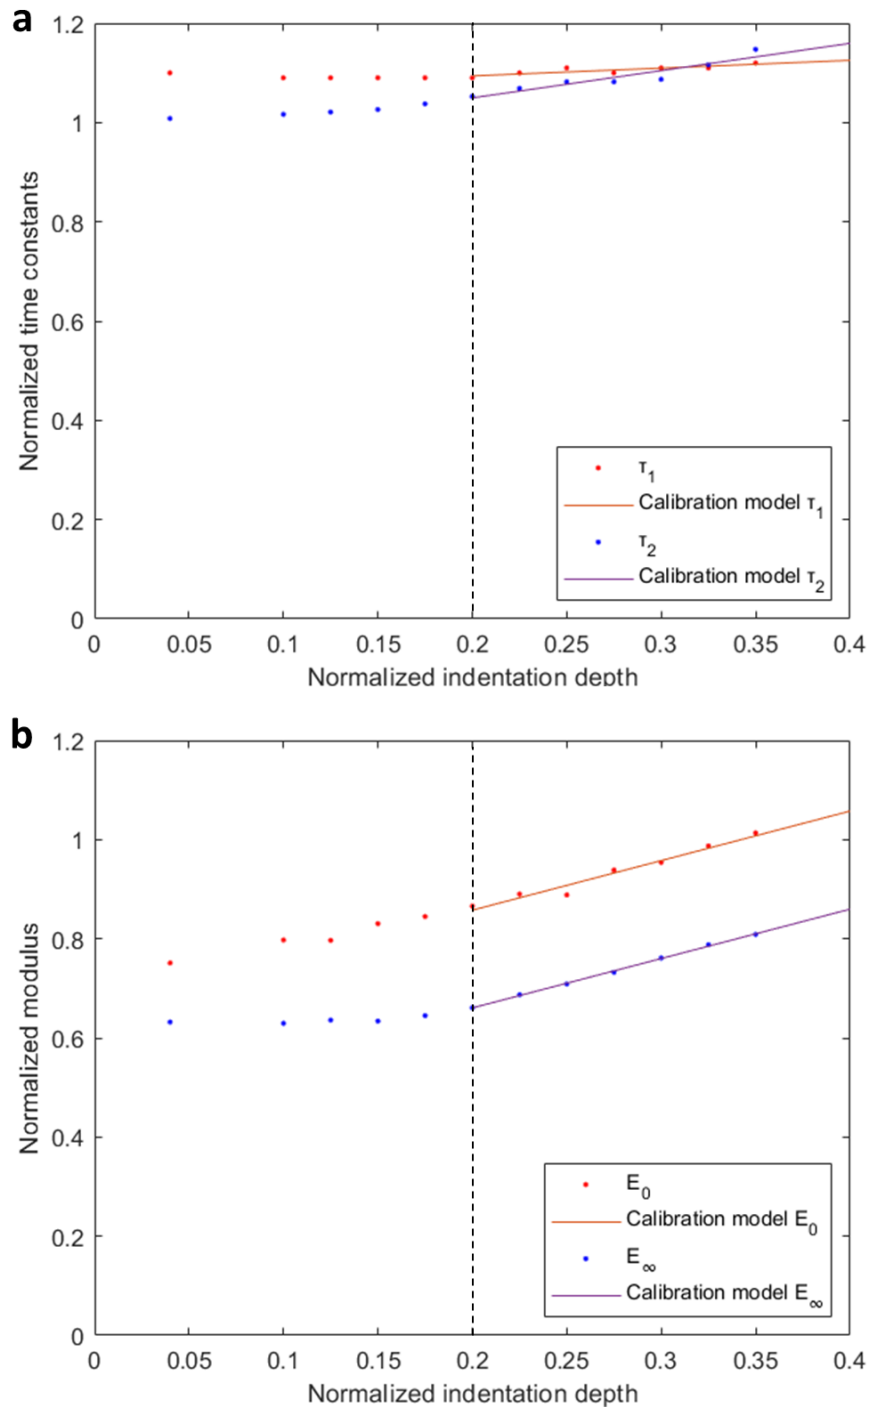 a
1.2
1
0.8
0.6
0.4
0.2
0
Normalized time constants
τ1
Calibration model τ1
τ2
Calibration model τ2
0 0.05 0.1 0.15 0.2 0.25 0.3 0.35 0.4
Normalized indentation depth
b
1.2
1
0.8
0.6
0.4
0.2
0
Normalized modulus
E0
Calibration model E0
E∞
Calibration model E∞
0 0.05 0.1 0.15 0.2 0.25 0.3 0.35 0.4
Normalized indentation depth